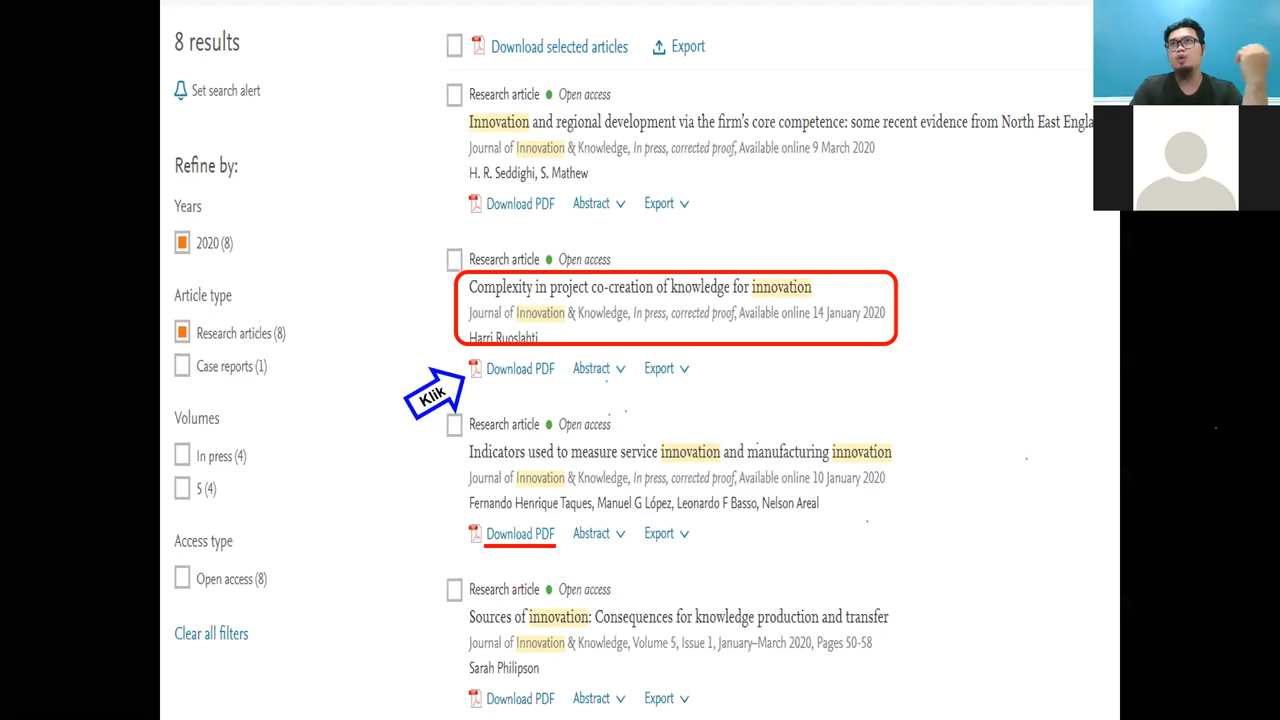 8 results
Set search alert
Refine by:
Years
2020 (8)
Article type
Research articles (8)
Case reports (1)
Volumes
In press (4)
5 (4)
Access type
Open access (8)
Clear all filters
Download selected articles Export
Research article Open access
Innovation and regional development via the firm's core competence: some recent evidence from North East
Journal of Innovation & Knowledge, In press, corrected proof, Available online 9 March 2020
H. R. Seddighi, S. Mathew
Download PDF Abstract Export
Research article Open access
Complexity in project co-creation of knowledge for innovation
Journal of Innovation & Knowledge, In press, corrected proof, Available online 14 January 2020
Harri Ruoslahti
Klik
Download PDF Abstract Export
Research article Open access
Indicators used to measure service innovation and manufacturing innovation
Journal of Innovation & Knowledge, In press, corrected proof, Available online 10 January 2020
Fernando Henrique Taques, Manuel G López, Leonardo F Basso, Nelson Areal
Download PDF Abstract Export
Research article Open access
Sources of innovation: Consequences for knowledge production and transfer
Journal of Innovation & Knowledge, Volume 5, Issue 1, January–March 2020, Pages 50-58
Sarah Philipson
Download PDF Abstract Export